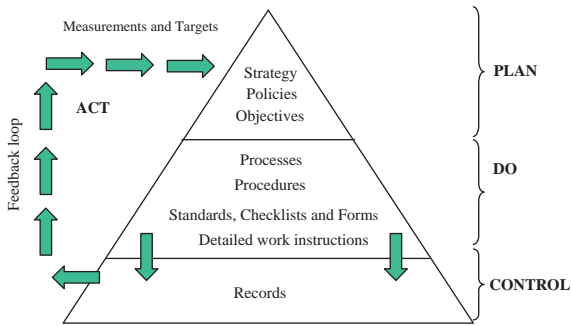 Measurements and Targets
Strategy
Policies
Objectives
PLAN
ACT
Feedback loop
Processes
Procedures
DO
Standards, Checklists and Forms
Detailed work instructions
Records
CONTROL